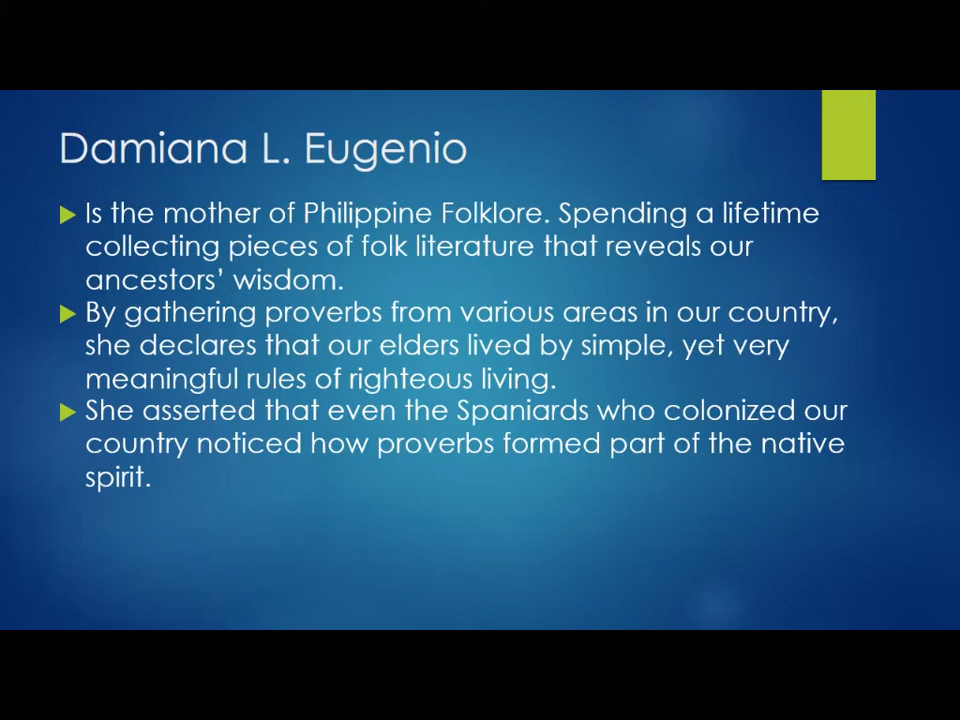 Damiana L. Eugenio
Is the mother of Philippine Folklore. Spending a lifetime
collecting pieces of folk literature that reveals our
ancestors’ wisdom.
By gathering proverbs from various areas in our country,
she declares that our elders lived by simple, yet very
meaningful rules of righteous living.
She asserted that even the Spaniards who colonized our
country noticed how proverbs formed part of the native
spirit.